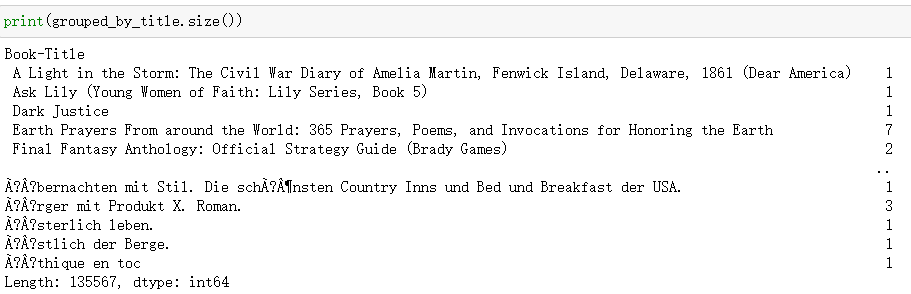 print(grouped_by_title.size())
Book-Title
A Light in the Storm: The Civil War Diary of Amelia Martin, Fenwick Island, Delaware, 1861 (Dear America) 1
Ask Lily (Young Women of Faith: Lily Series, Book 5) 1
Dark Justice 1
Earth Prayers From around the World: 365 Prayers, Poems, and Invocations for Honoring the Earth 7
Final Fantasy Anthology: Official Strategy Guide (Brady Games) 2
..
Ã?Â?bernachten mit Stil. Die schÃ?Â¶nsten Country Inns und Bed und Breakfast der USA. 1
Ã?Â?rger mit Produkt X. Roman. 3
Ã?Â?sterlich leben. 1
Ã?Â?stlich der Berge. 1
Ã?Â?thique en toc 1
Length: 135567, dtype: int64